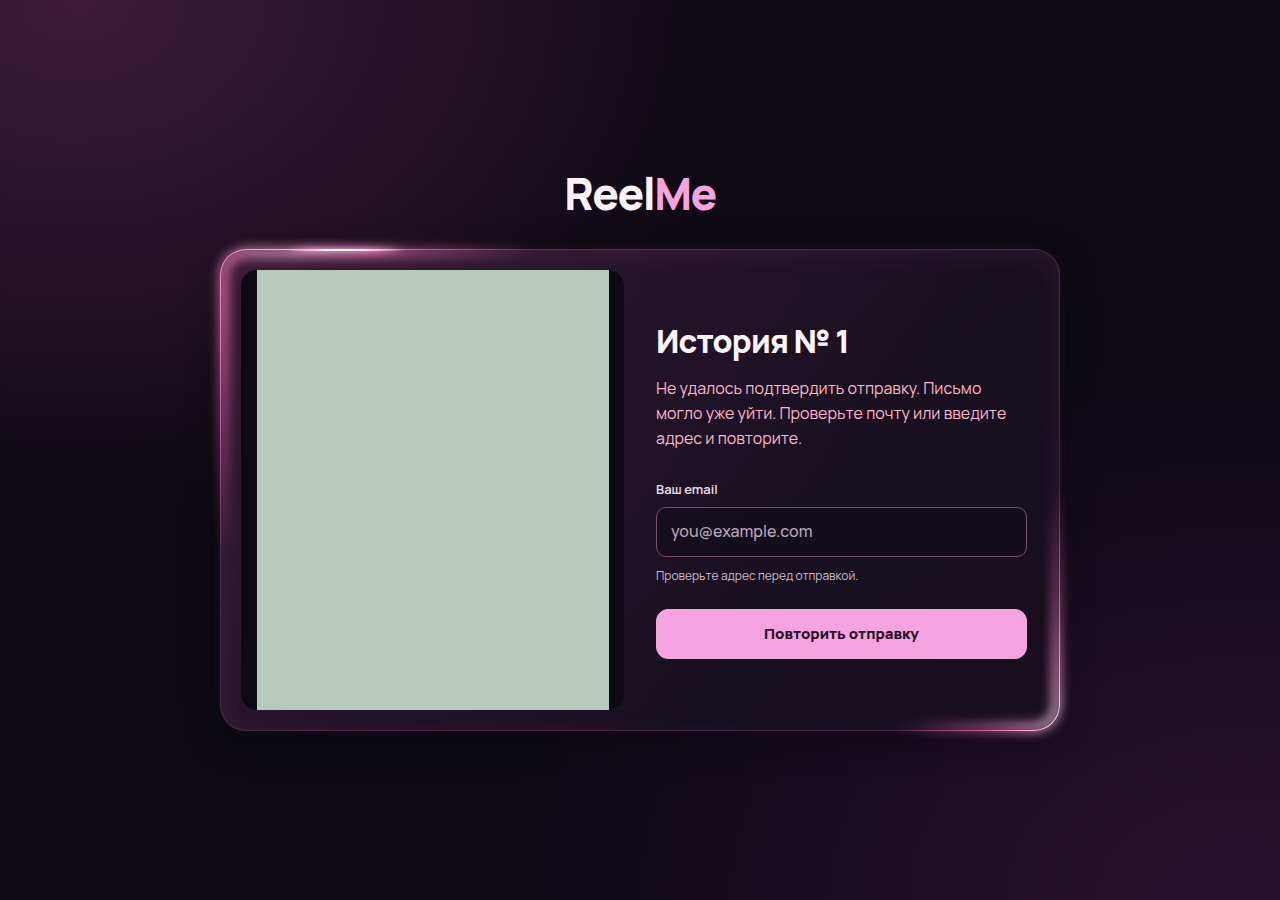 ReelMe
История № 1
Не удалось подтвердить отправку. Письмо
могло уже уйти. Проверьте почту или введите
адрес и повторите.
Ваш email
you@example.com
Проверьте адрес перед отправкой.
Повторить отправку